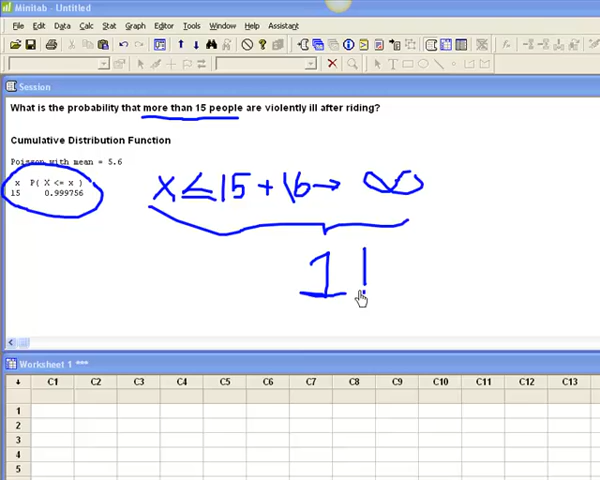 Minitab - Untitled
File Edit Data Calc Stat Graph Editor Tools Window Help Assistant
Session
What is the probability that more than 15 people are violently ill after riding?
Cumulative Distribution Function
Poisson with mean = 5.6
x P( X <= x )
15 0.999756
x ≤ 15 + 16 → ∞
1 !
Worksheet 1 ***
C1 C2 C3 C4 C5 C6 C7 C8 C9 C10 C11 C12 C13
1
2
3
4
5